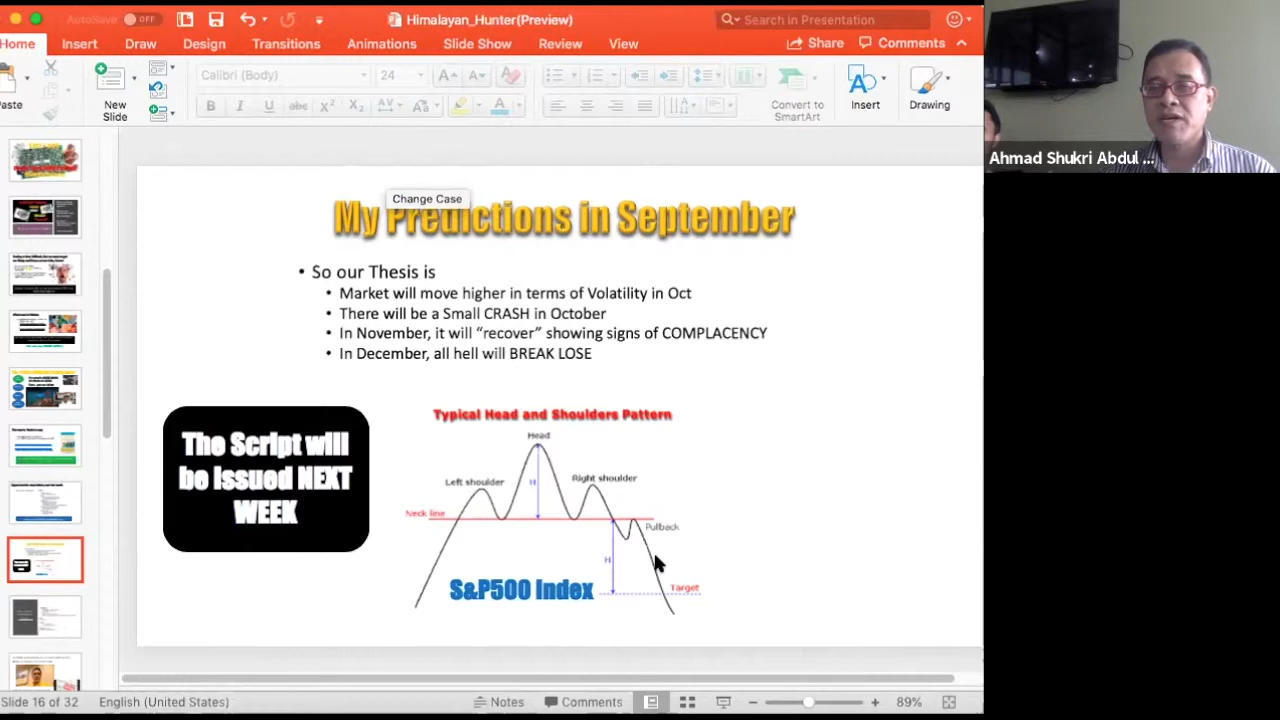 AutoSave OFF
Himalayan_Hunter(Preview)
Search in Presentation
Home Insert Draw Design Transitions Animations Slide Show Review View
Share Comments
Paste
New
Slide
Calibri (Body) 24
Convert to
SmartArt
Insert
Drawing
Ahmad Shukri Abdul ...
Change Case
My Predictions in September
• So our Thesis is
• Market will move higher in terms of Volatility in Oct
• There will be a Small CRASH in October
• In November, it will “recover” showing signs of COMPLACENCY
• In December, all hell will BREAK LOSE
The Script will
be issued NEXT
WEEK
Typical Head and Shoulders Pattern
Head
Left shoulder
H
Right shoulder
Neck line
Pullback
H
Target
S&P500 Index
Slide 16 of 32
English (United States)
Notes
Comments
89%